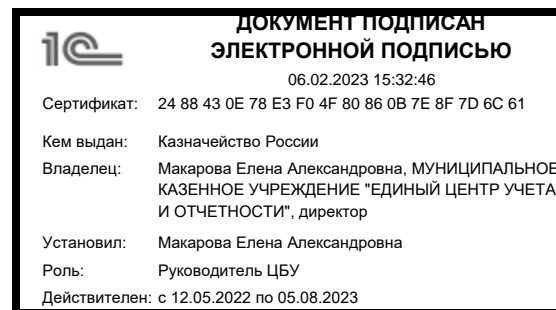 ДОКУМЕНТ ПОДПИСАН
ЭЛЕКТРОННОЙ ПОДПИСЬЮ
1С
06.02.2023 15:32:46
Сертификат: 24 88 43 0E 78 E3 F0 4F 80 86 0B 7E 8F 7D 6C 61
Кем выдан: Казначейство России
Владелец: Макарова Елена Александровна, МУНИЦИПАЛЬНОЕ
КАЗЕННОЕ УЧРЕЖДЕНИЕ "ЕДИНЫЙ ЦЕНТР УЧЕТА
И ОТЧЕТНОСТИ", директор
Установил: Макарова Елена Александровна
Роль: Руководитель ЦБУ
Действителен: с 12.05.2022 по 05.08.2023